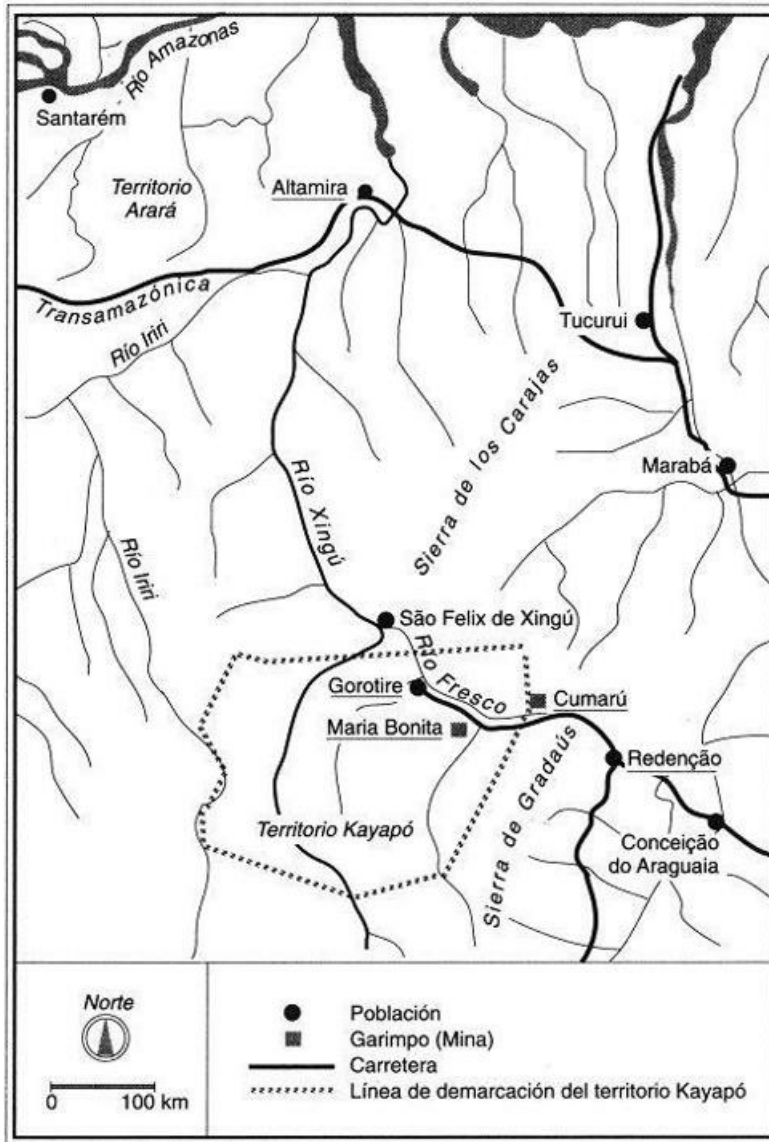 Río Amazonas
Santarém
Territorio
Arará
Altamira
Transamazónica
Río Iriri
Tucurui
Sierra de los Carajas
Marabá
Río Xingú
Río Iriri
São Felix de Xingú
Río Fresco
Gorotire
Cumarú
Maria Bonita
Redenção
Territorio Kayapó
Sierra de Gradaús
Conceição
do Araguaia
Norte
0 100 km
Población
Garimpo (Mina)
Carretera
Línea de demarcación del territorio Kayapó